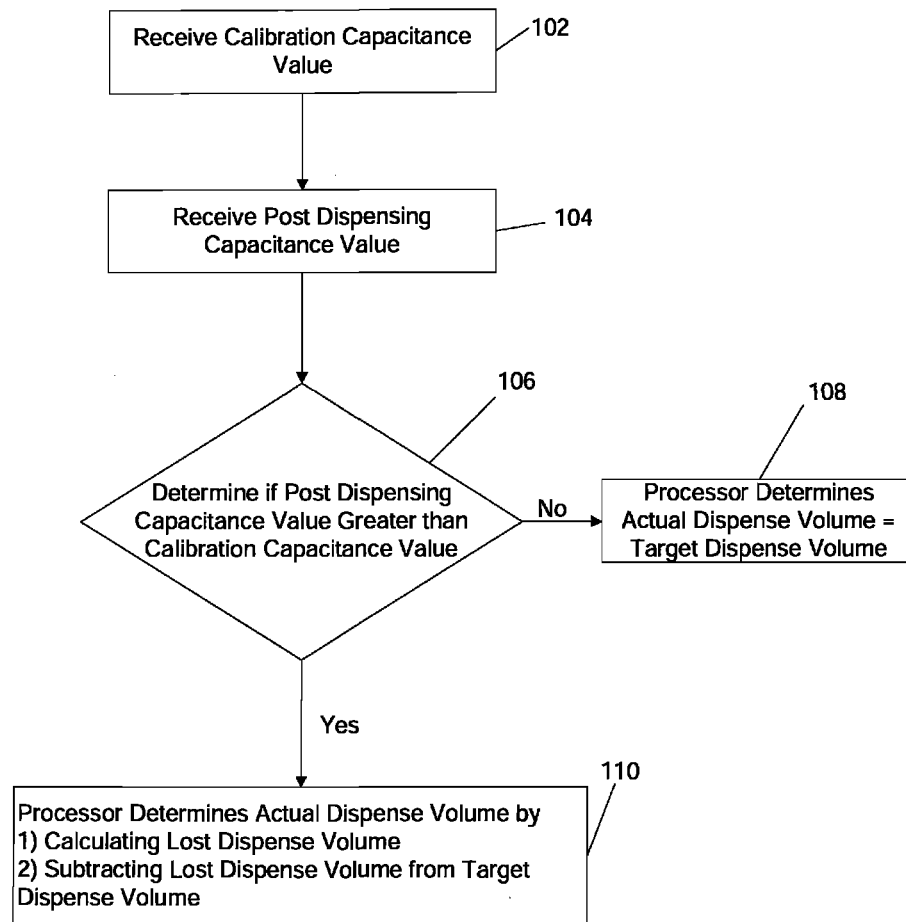 Receive Calibration Capacitance
Value
102
Receive Post Dispensing
Capacitance Value
104
106
108
Determine if Post Dispensing
Capacitance Value Greater than
Calibration Capacitance Value
No
Processor Determines
Actual Dispense Volume =
Target Dispense Volume
Yes
110
Processor Determines Actual Dispense Volume by
1) Calculating Lost Dispense Volume
2) Subtracting Lost Dispense Volume from Target
Dispense Volume